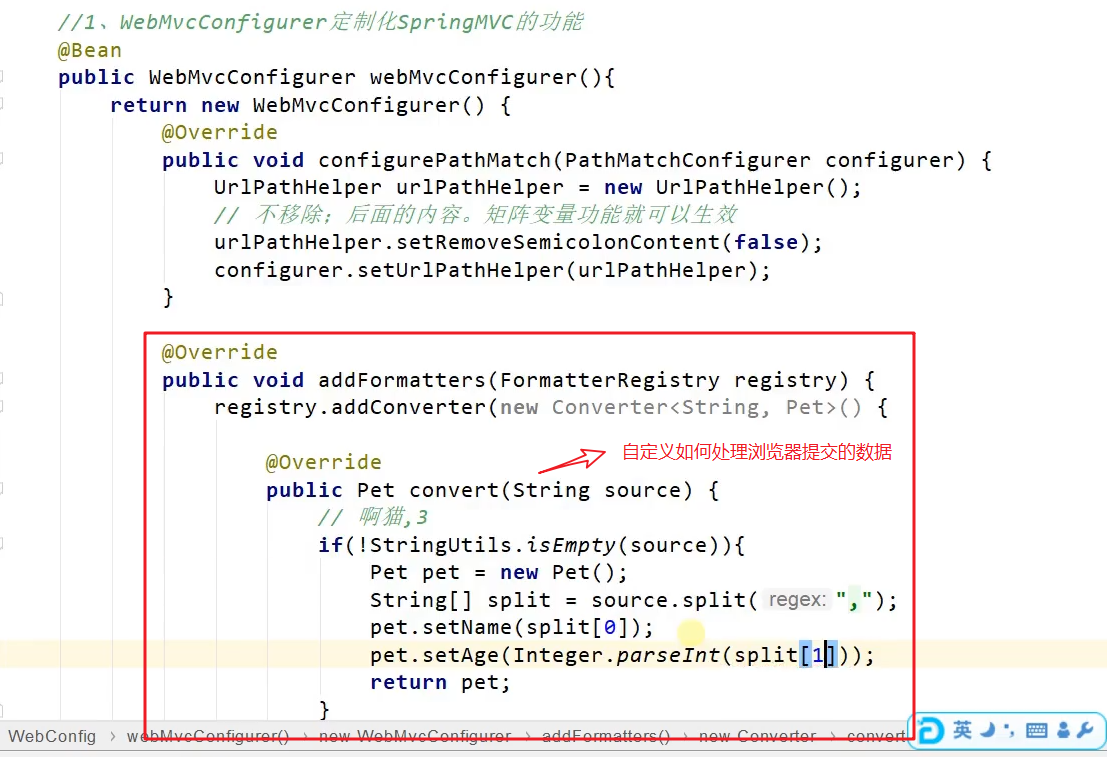 //1、WebMvcConfigurer定制化SpringMVC的功能
@Bean
public WebMvcConfigurer webMvcConfigurer(){
return new WebMvcConfigurer() {
@Override
public void configurePathMatch(PathMatchConfigurer configurer) {
UrlPathHelper urlPathHelper = new UrlPathHelper();
// 不移除；后面的内容。矩阵变量功能就可以生效
urlPathHelper.setRemoveSemicolonContent(false);
configurer.setUrlPathHelper(urlPathHelper);
}
@Override
public void addFormatters(FormatterRegistry registry) {
registry.addConverter(new Converter<String, Pet>() {
自定义如何处理浏览器提交的数据
@Override
public Pet convert(String source) {
// 啊猫,3
if(!StringUtils.isEmpty(source)){
Pet pet = new Pet();
String[] split = source.split( regex: ",");
pet.setName(split[0]);
pet.setAge(Integer.parseInt(split[1]));
return pet;
}
WebConfig › webMvcConfigurer() › new WebMvcConfigurer › addFormatters() › new Converter › convert
英